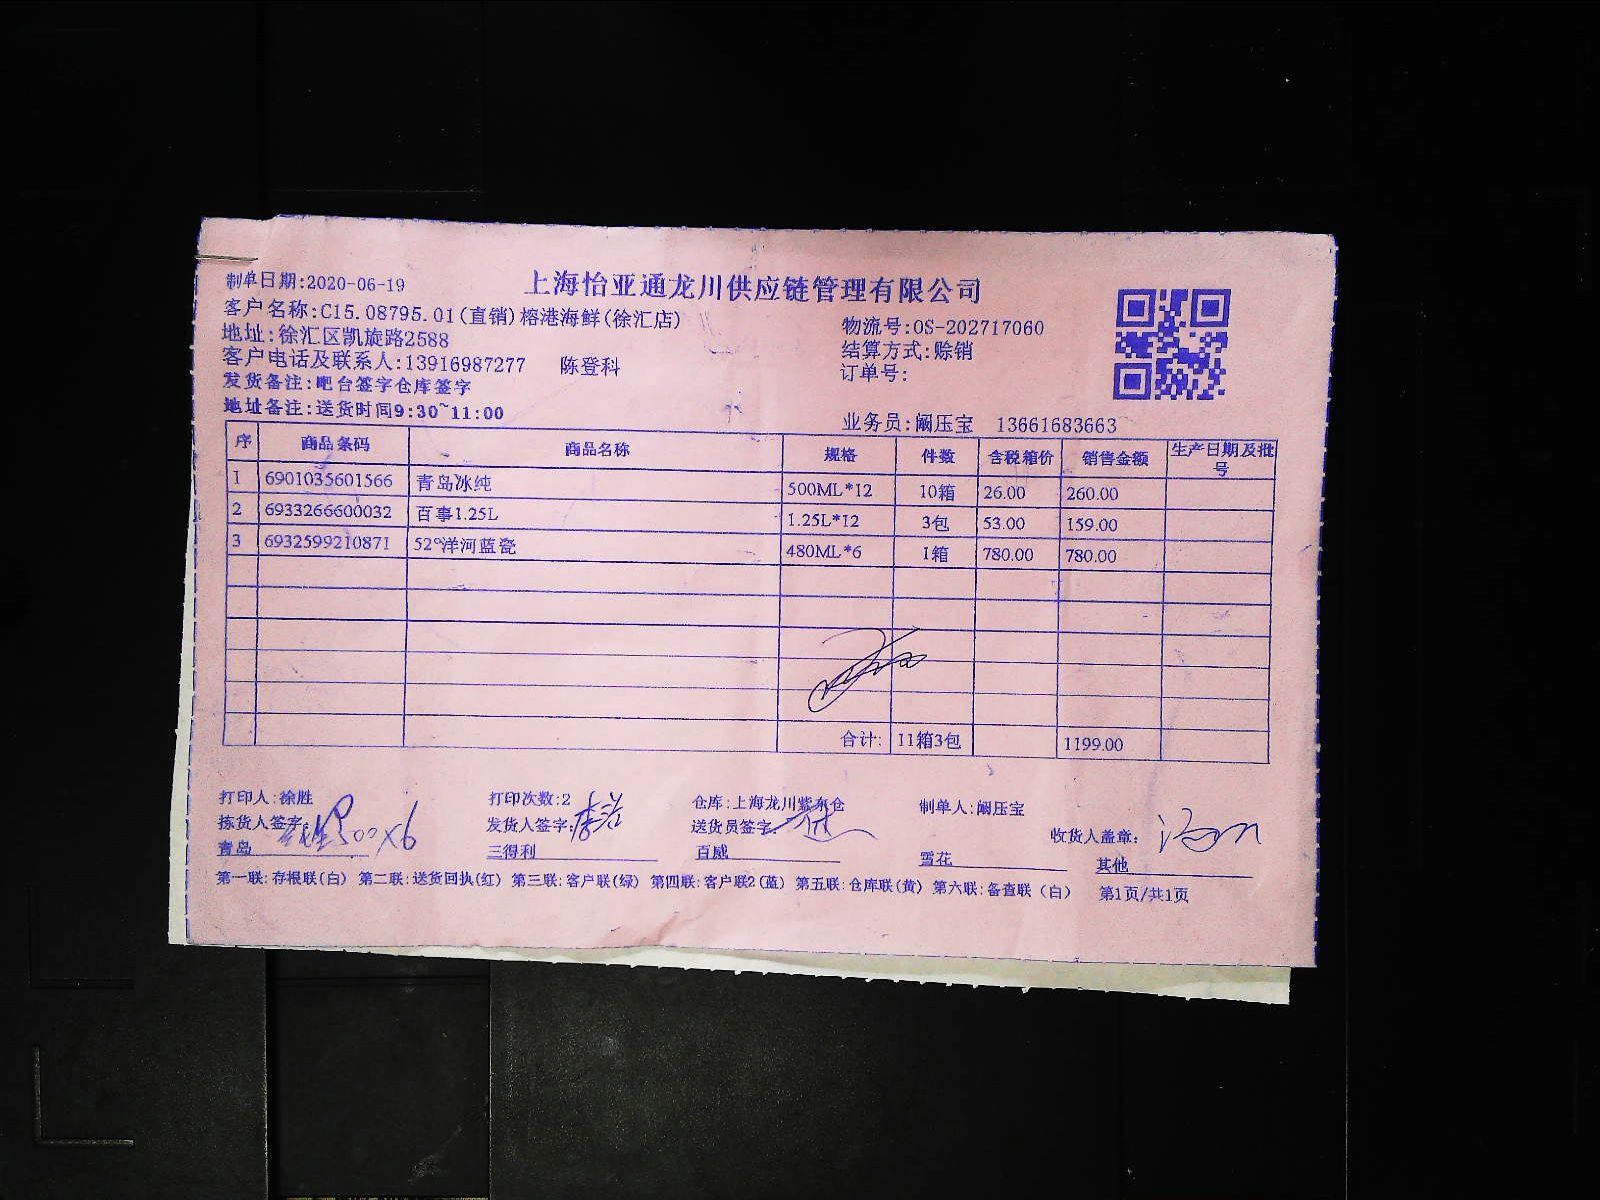 制单日期:2020-06-19
上海怡亚通龙川供应链管理有限公司
客户名称:C15.08795.01(直销)榕港海鲜(徐汇店)
物流号:OS-202717060
地址:徐汇区凯旋路2588
结算方式:赊销
客户电话及联系人:13916987277 陈登科
订单号:
发货备注:吧台签字仓库签字
地址备注:送货时间9:30~11:00
业务员:阚压宝 13661683663
序 商品条码 商品名称 规格 件数 含税箱价 销售金额 生产日期及批号
1 6901035601566 青岛冰纯 500ML*12 10箱 26.00 260.00
2 6933266600032 百事1.25L 1.25L*12 3包 53.00 159.00
3 6932599210871 52°洋河蓝瓷 480ML*6 1箱 780.00 780.00
合计: 11箱3包 1199.00
打印人:徐胜 打印次数:2 仓库:上海龙川紫东仓 制单人:阚压宝
拣货人签字: 发货人签字: 送货员签字: 收货人盖章:
青岛 三得利 百威 雪花 其他
第一联:存根联(白) 第二联:送货回执(红) 第三联:客户联(绿) 第四联:客户联2(蓝) 第五联:仓库联(黄) 第六联:备查联(白) 第1页/共1页